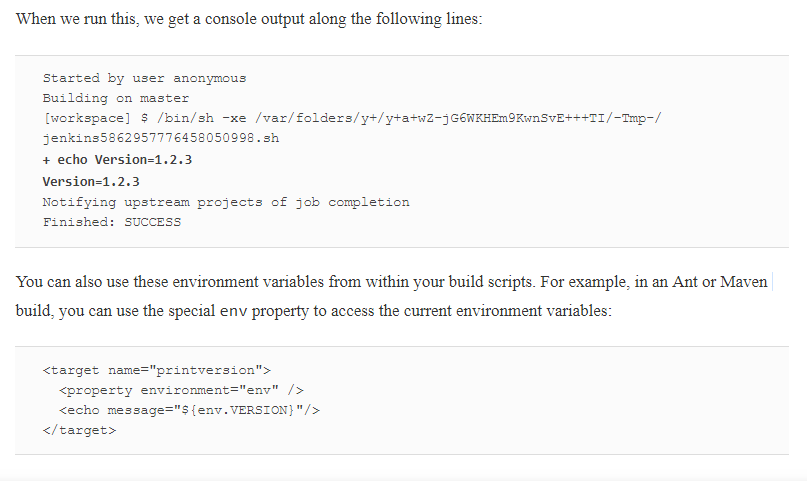 When we run this, we get a console output along the following lines:
Started by user anonymous
Building on master
[workspace] $ /bin/sh -xe /var/folders/y+/y+a+wZ-jG6WKHEm9KwnSvE+++TI/-Tmp-/
jenkins5862957776458050998.sh
+ echo Version=1.2.3
Version=1.2.3
Notifying upstream projects of job completion
Finished: SUCCESS
You can also use these environment variables from within your build scripts. For example, in an Ant or Maven
build, you can use the special env property to access the current environment variables:
<target name="printversion">
  <property environment="env" />
  <echo message="${env.VERSION}"/>
</target>